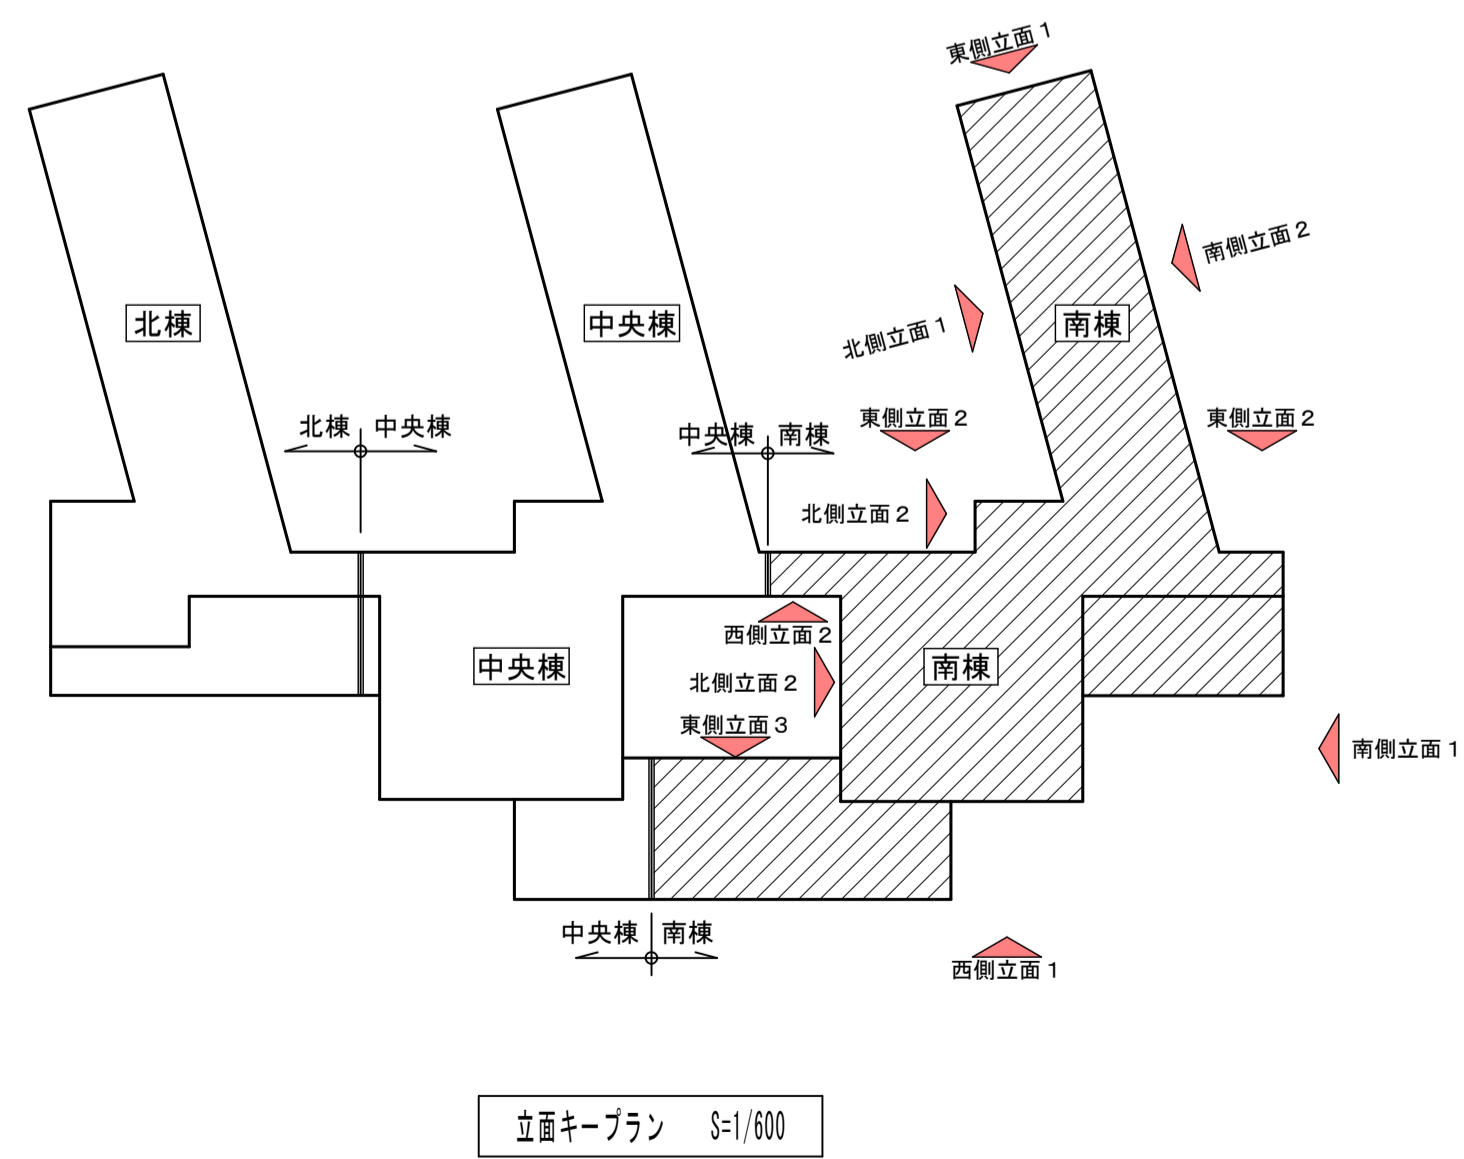 東側立面１
南側立面２
北棟
中央棟
南棟
北側立面１
東側立面２
東側立面２
北棟 中央棟
中央棟 南棟
北側立面２
西側立面２
中央棟
北側立面２
南棟
東側立面３
南側立面１
中央棟 南棟
西側立面１
立面キープラン S=1/600